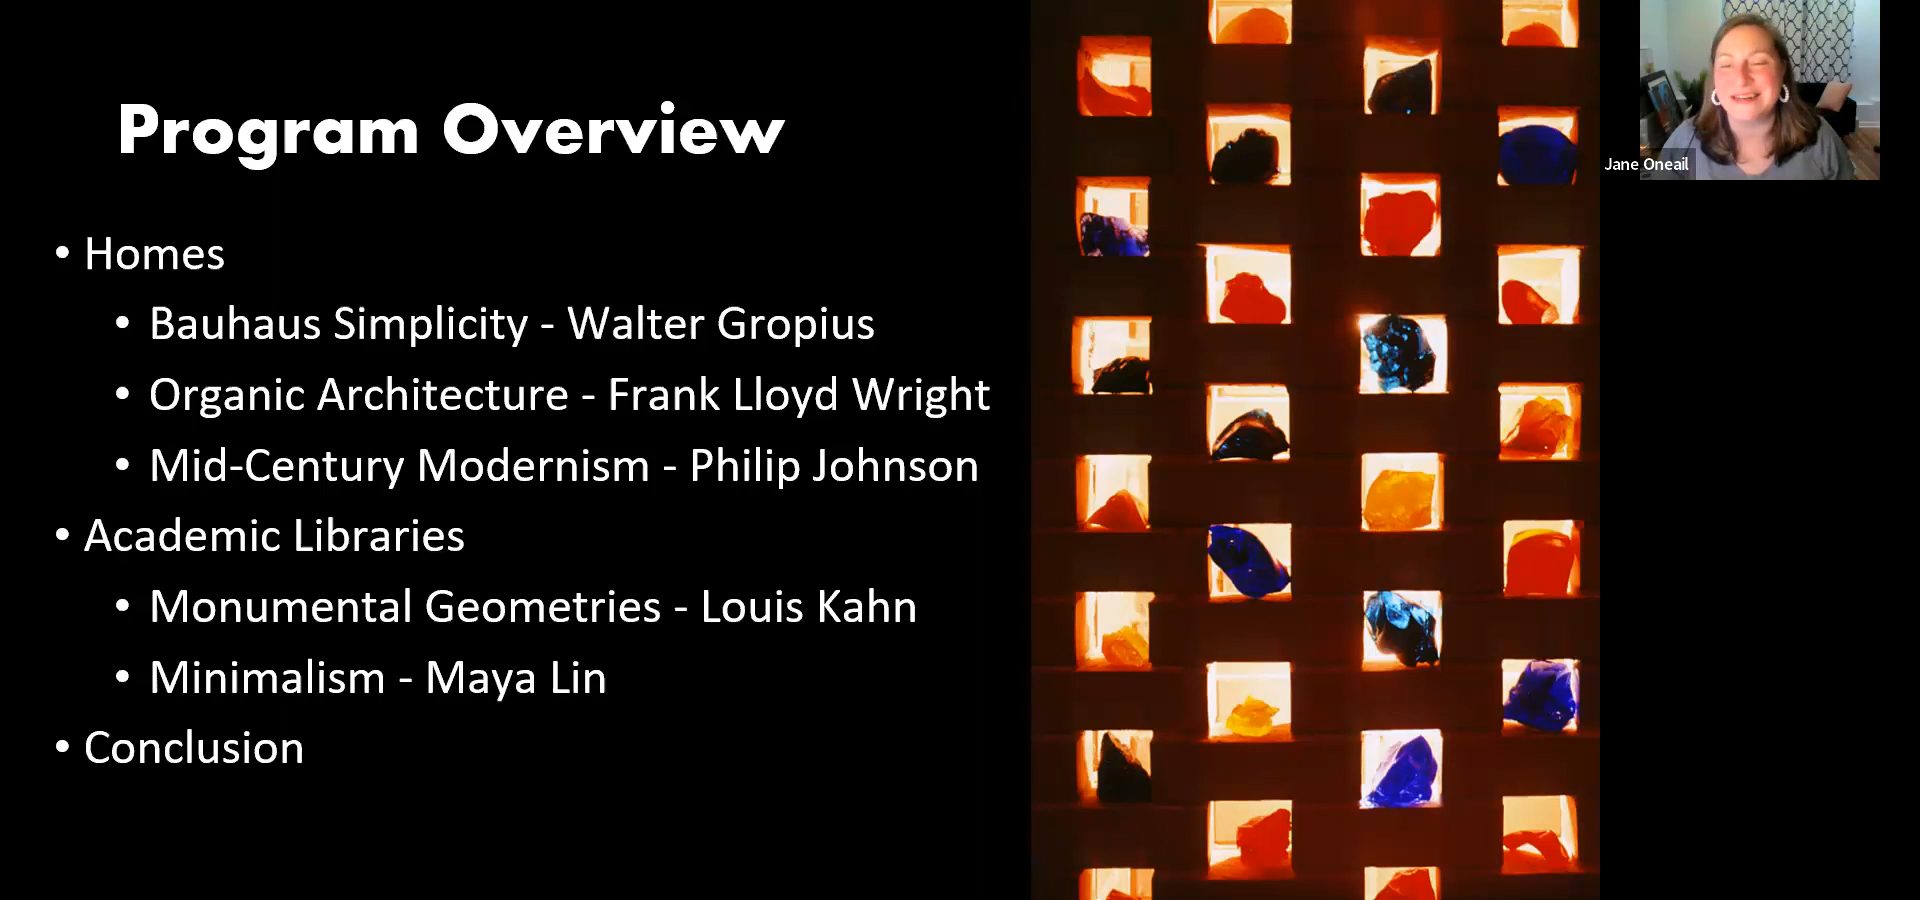 Program Overview
• Homes
• Bauhaus Simplicity - Walter Gropius
• Organic Architecture - Frank Lloyd Wright
• Mid-Century Modernism - Philip Johnson
• Academic Libraries
• Monumental Geometries - Louis Kahn
• Minimalism - Maya Lin
• Conclusion
Jane Oneail